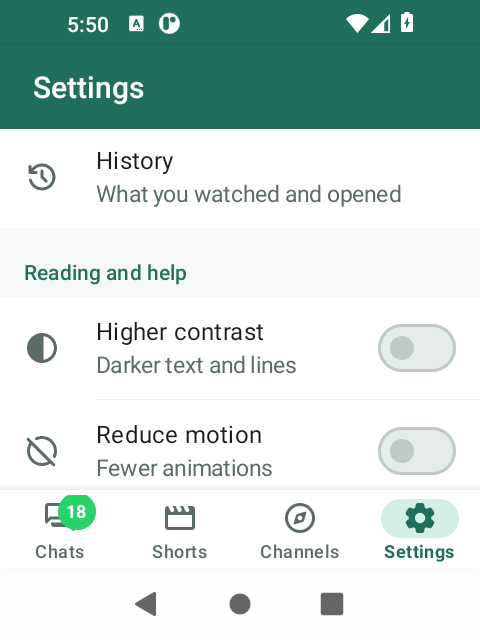 5:50
Settings
History
What you watched and opened
Reading and help
Higher contrast
Darker text and lines
Reduce motion
Fewer animations
18
Chats
Shorts
Channels
Settings